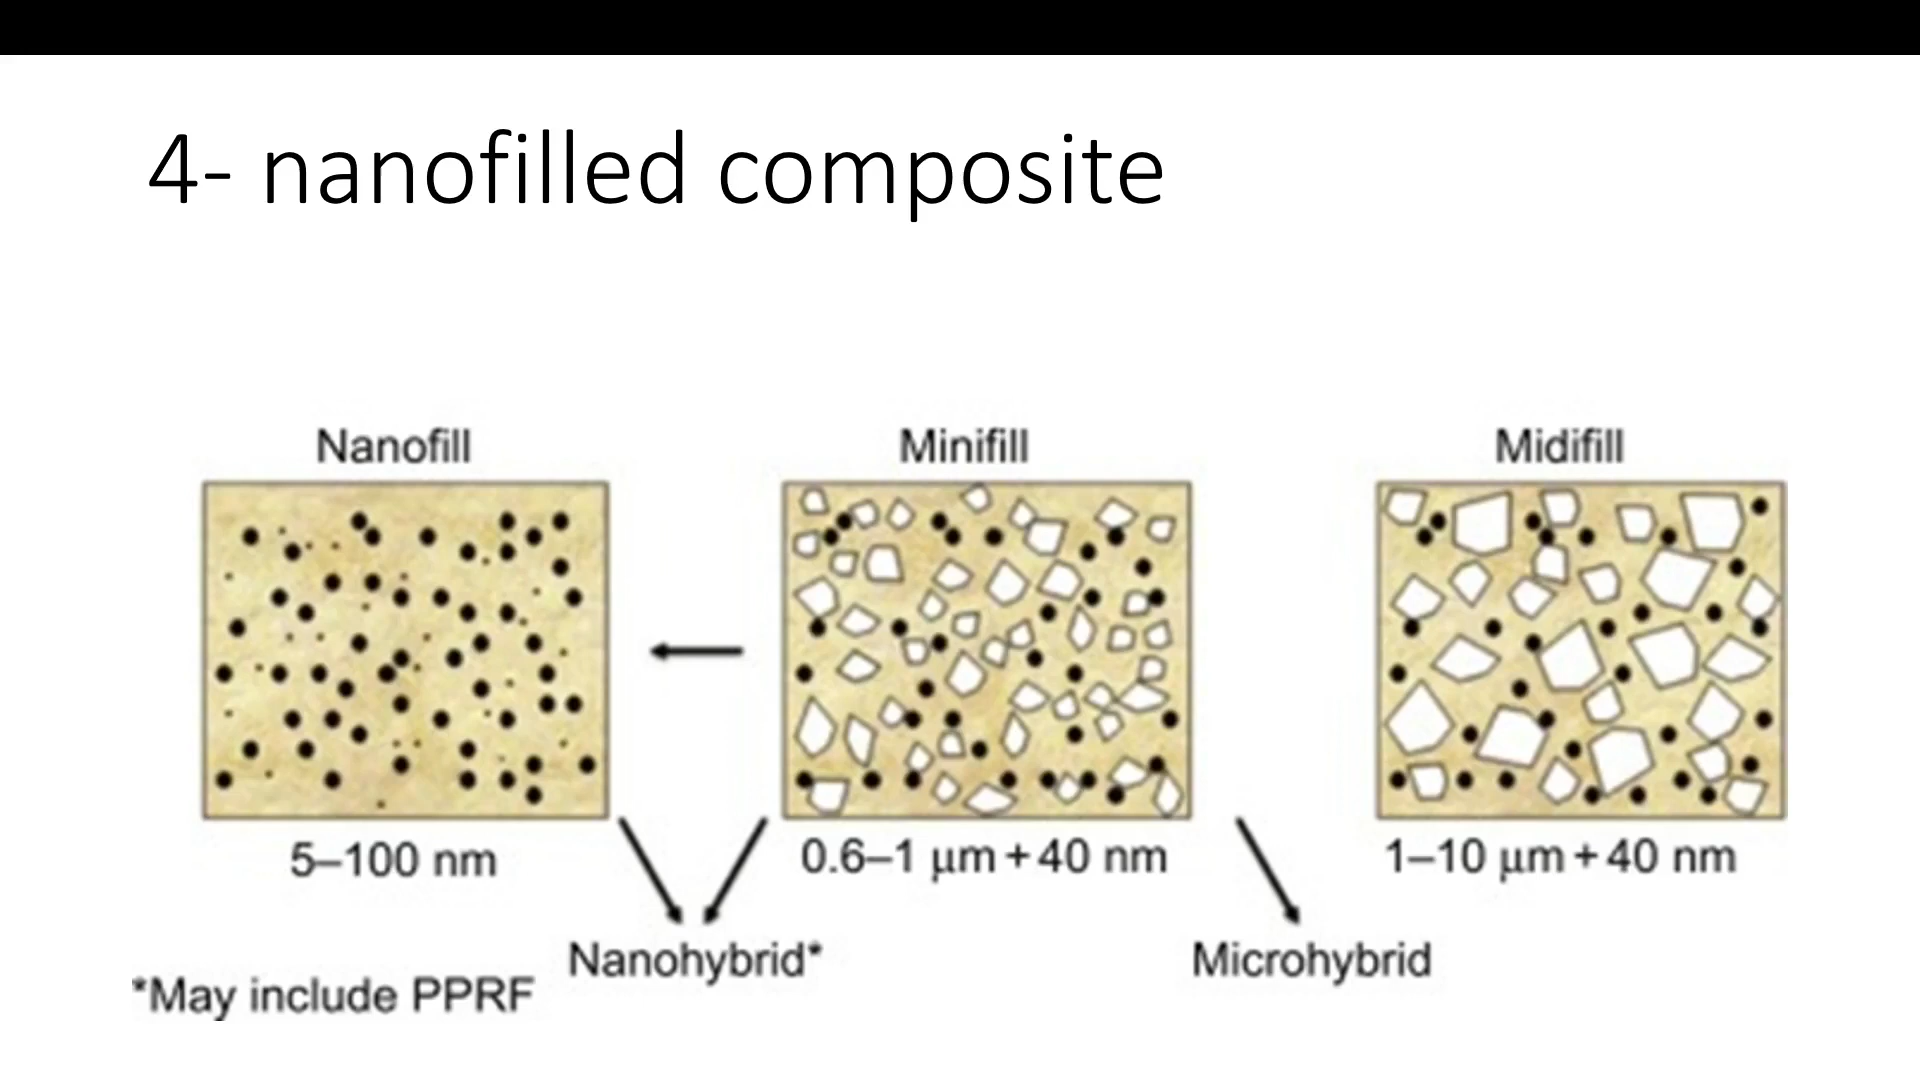 4- nanofilled composite
Nanofill
Minifill
Midifill
5–100 nm
0.6–1 μm + 40 nm
1–10 μm + 40 nm
Nanohybrid*
Microhybrid
*May include PPRF